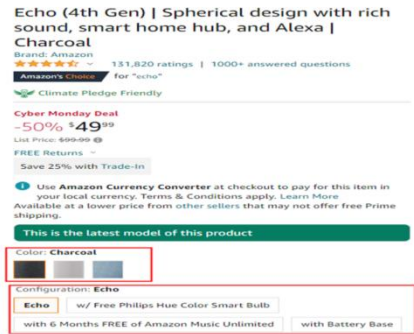 Echo (4th Gen) | Spherical design with rich
sound, smart home hub, and Alexa |
Charcoal
Brand: Amazon
131,820 ratings | 1000+ answered questions
Amazon's Choice for "echo"
Climate Pledge Friendly
Cyber Monday Deal
-50% $49 99
List Price: $99.99
FREE Returns
Save 25% with Trade-In
Use Amazon Currency Converter at checkout to pay for this item in
your local currency. Terms & Conditions apply. Learn More
Available at a lower price from other sellers that may not offer free Prime
shipping.
This is the latest model of this product
Color: Charcoal
Configuration: Echo
Echo w/ Free Philips Hue Color Smart Bulb
with 6 Months FREE of Amazon Music Unlimited with Battery Base